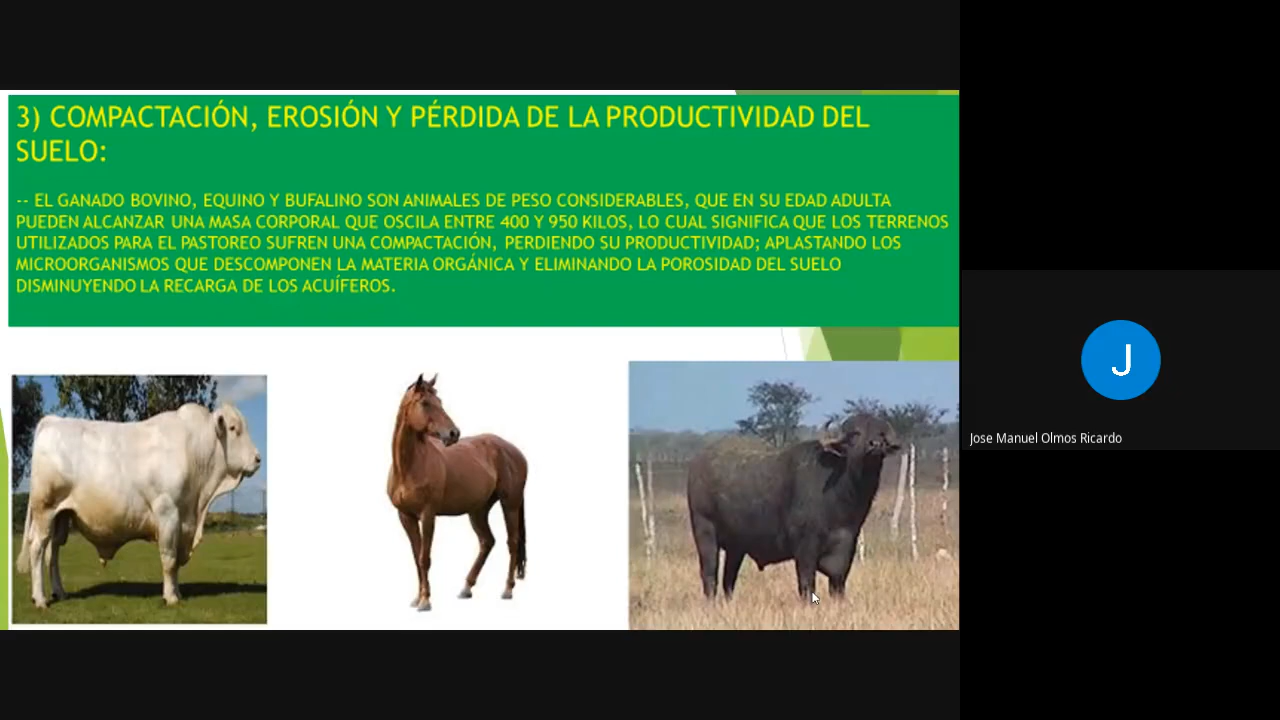 3) COMPACTACIÓN, EROSIÓN Y PÉRDIDA DE LA PRODUCTIVIDAD DEL
SUELO:
-- EL GANADO BOVINO, EQUINO Y BUFALINO SON ANIMALES DE PESO CONSIDERABLES, QUE EN SU EDAD ADULTA
PUEDEN ALCANZAR UNA MASA CORPORAL QUE OSCILA ENTRE 400 Y 950 KILOS, LO CUAL SIGNIFICA QUE LOS TERRENOS
UTILIZADOS PARA EL PASTOREO SUFREN UNA COMPACTACIÓN, PERDIENDO SU PRODUCTIVIDAD; APLASTANDO LOS
MICROORGANISMOS QUE DESCOMPONEN LA MATERIA ORGÁNICA Y ELIMINANDO LA POROSIDAD DEL SUELO
DISMINUYENDO LA RECARGA DE LOS ACUÍFEROS.
J
Jose Manuel Olmos Ricardo